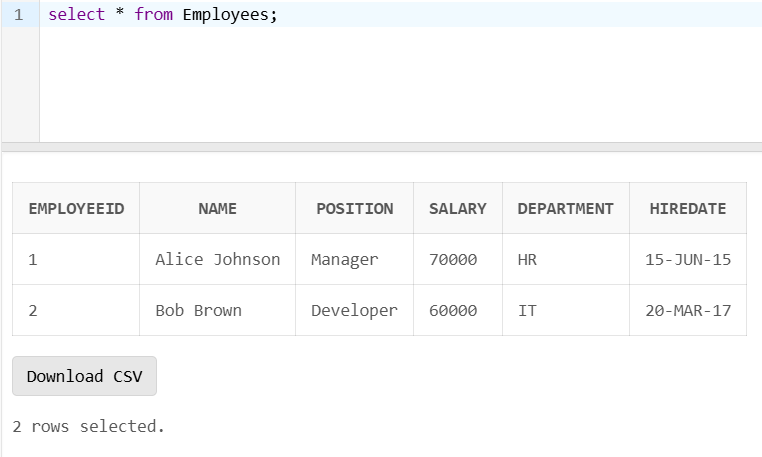 1 select * from Employees;
EMPLOYEEID NAME POSITION SALARY DEPARTMENT HIREDATE
1 Alice Johnson Manager 70000 HR 15-JUN-15
2 Bob Brown Developer 60000 IT 20-MAR-17
Download CSV
2 rows selected.